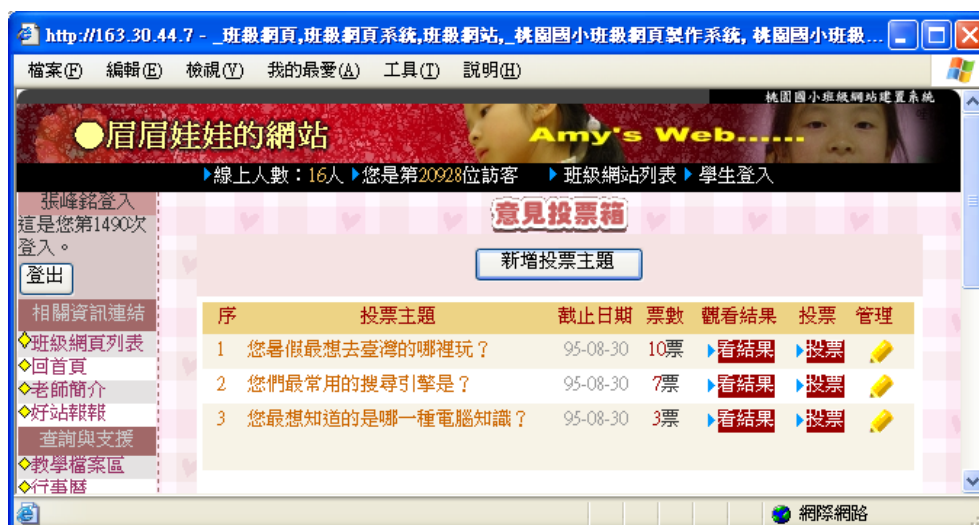 http://163.30.44.7 - _班級網頁,班級網頁系統,班級網站,_桃園國小班級網頁製作系統, 桃園國小班級...
檔案(F) 編輯(E) 檢視(V) 我的最愛(A) 工具(T) 說明(H)
桃園國小班級網站建置系統
●眉眉娃娃的網站 Amy's Web......
線上人數：16人 您是第20928位訪客 班級網站列表 學生登入
張峰銘登入
這是您第1490次
登入。
登出
相關資訊連結
班級網頁列表
回首頁
老師簡介
好站報報
查詢與支援
教學檔案區
行事曆
意見投票箱
新增投票主題
序 投票主題 截止日期 票數 觀看結果 投票 管理
1 您暑假最想去臺灣的哪裡玩？ 95-08-30 10票 看結果 投票
2 您們最常用的搜尋引擎是？ 95-08-30 7票 看結果 投票
3 您最想知道的是哪一種電腦知識？ 95-08-30 3票 看結果 投票
網際網路